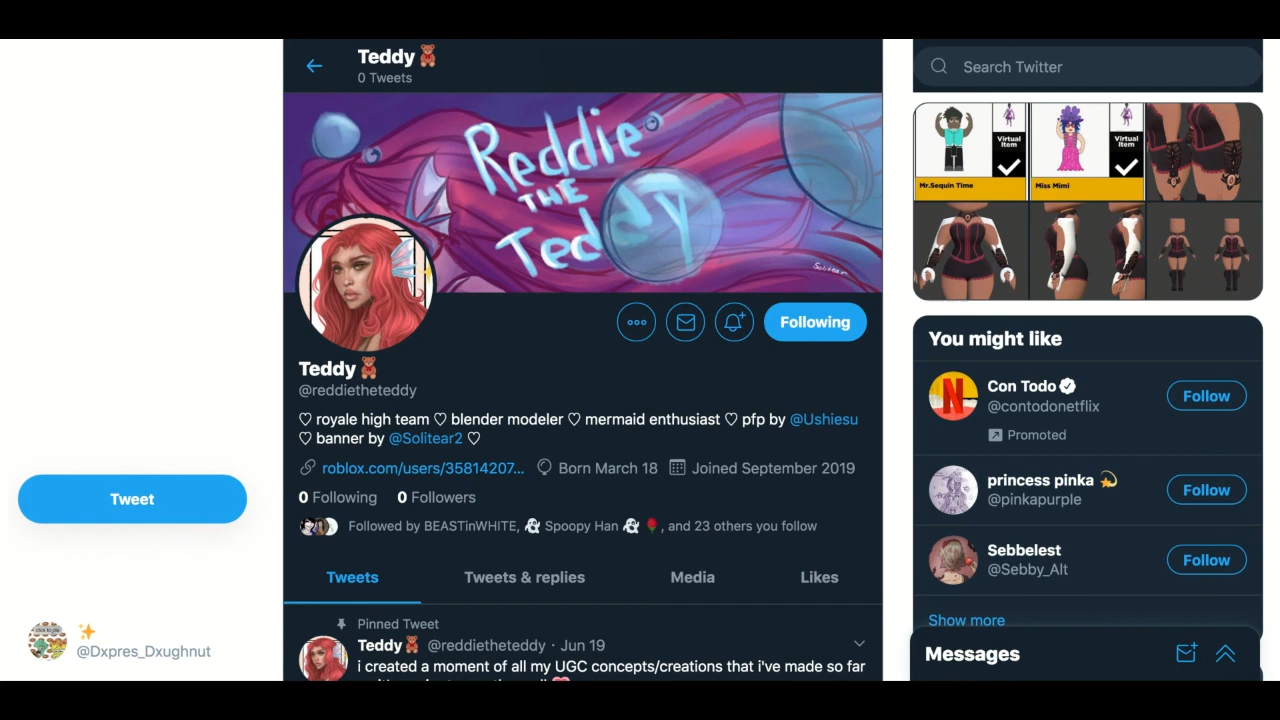 Teddy🧸
0 Tweets
Reddie
THE
Teddy
Solitear
Teddy🧸
@reddietheteddy
Following
♡ royale high team ♡ blender modeler ♡ mermaid enthusiast ♡ pfp by @Ushiesu
♡ banner by @Solitear2 ♡
roblox.com/users/35814207... Born March 18 Joined September 2019
0 Following 0 Followers
Followed by BEASTinWHITE, 👻 Spoopy Han 👻🌹, and 23 others you follow
Tweets Tweets & replies Media Likes
Pinned Tweet
Teddy🧸 @reddietheteddy · Jun 19
i created a moment of all my UGC concepts/creations that i've made so far
Tweet
✨
@Dxpres_Dxughnut
Search Twitter
Virtual
Item
Mr.Sequin Time
Virtual
Item
Miss Mimi
You might like
Con Todo
@contodonetflix
Promoted
Follow
princess pinka 💫
@pinkapurple
Follow
Sebbelest
@Sebby_Alt
Follow
Show more
Messages